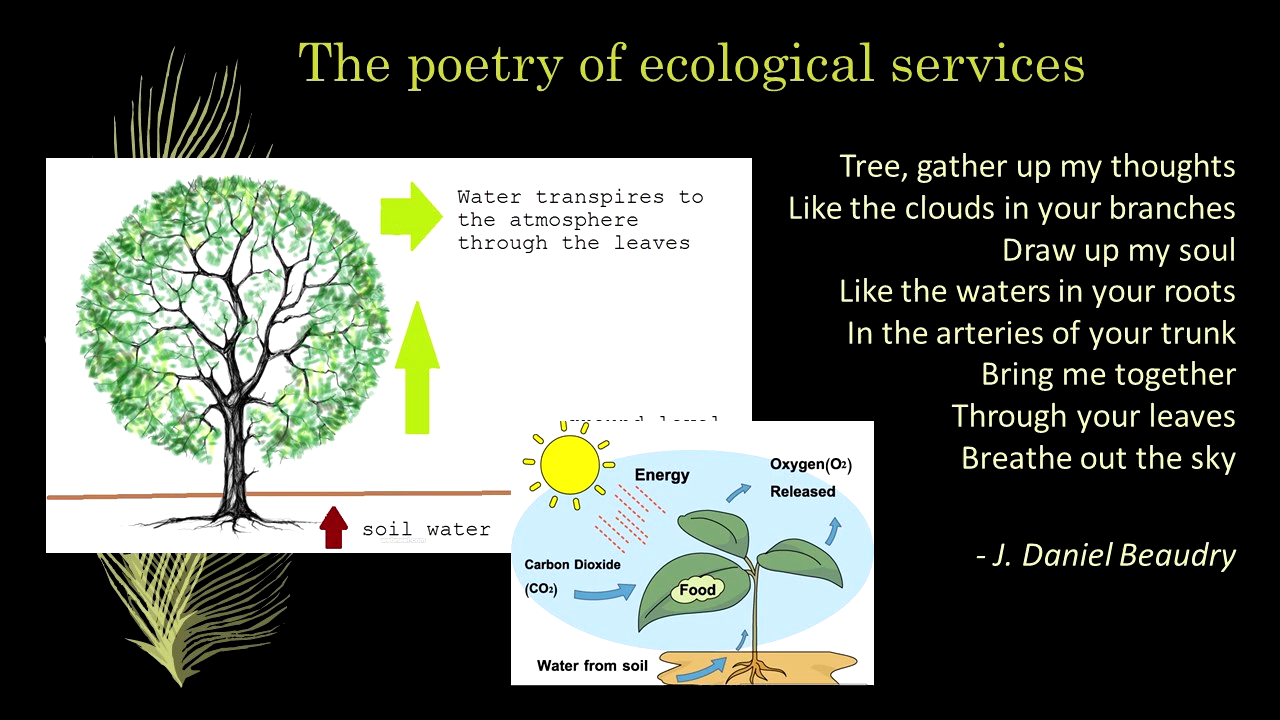 The poetry of ecological services
Water transpires to
the atmosphere
through the leaves
soil water
Energy
Oxygen(O2)
Released
Carbon Dioxide
(CO2)
Food
Water from soil
Tree, gather up my thoughts
Like the clouds in your branches
Draw up my soul
Like the waters in your roots
In the arteries of your trunk
Bring me together
Through your leaves
Breathe out the sky
- J. Daniel Beaudry